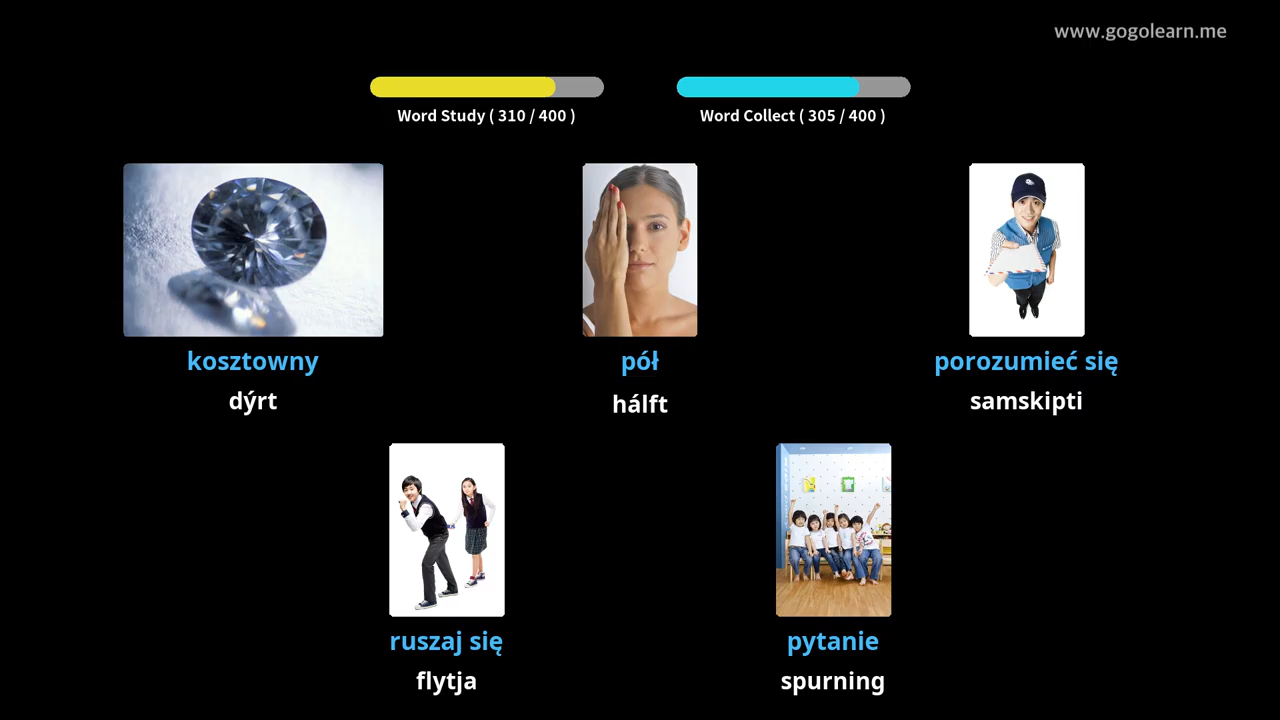 www.gogolearn.me
Word Study ( 310 / 400 )
Word Collect ( 305 / 400 )
kosztowny
dýrt
pół
hálft
porozumieć się
samskipti
ruszaj się
flytja
pytanie
spurning